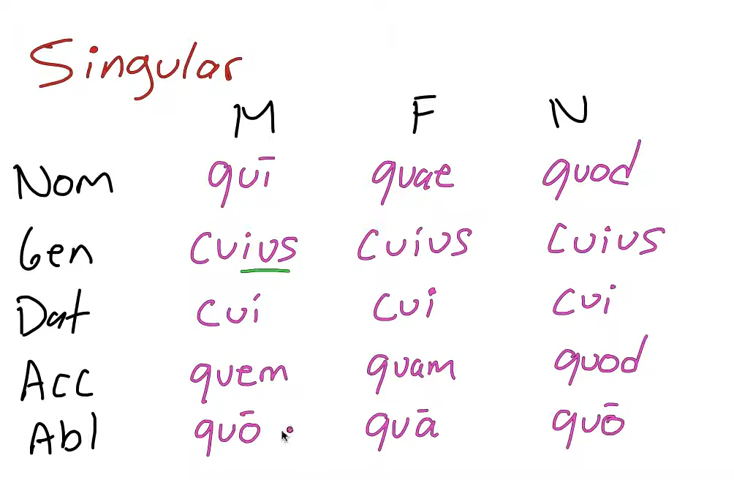 Singular
M F N
Nom quī quae quod
Gen cuius cuius cuius
Dat cui cui cui
Acc quem quam quod
Abl quō quā quō